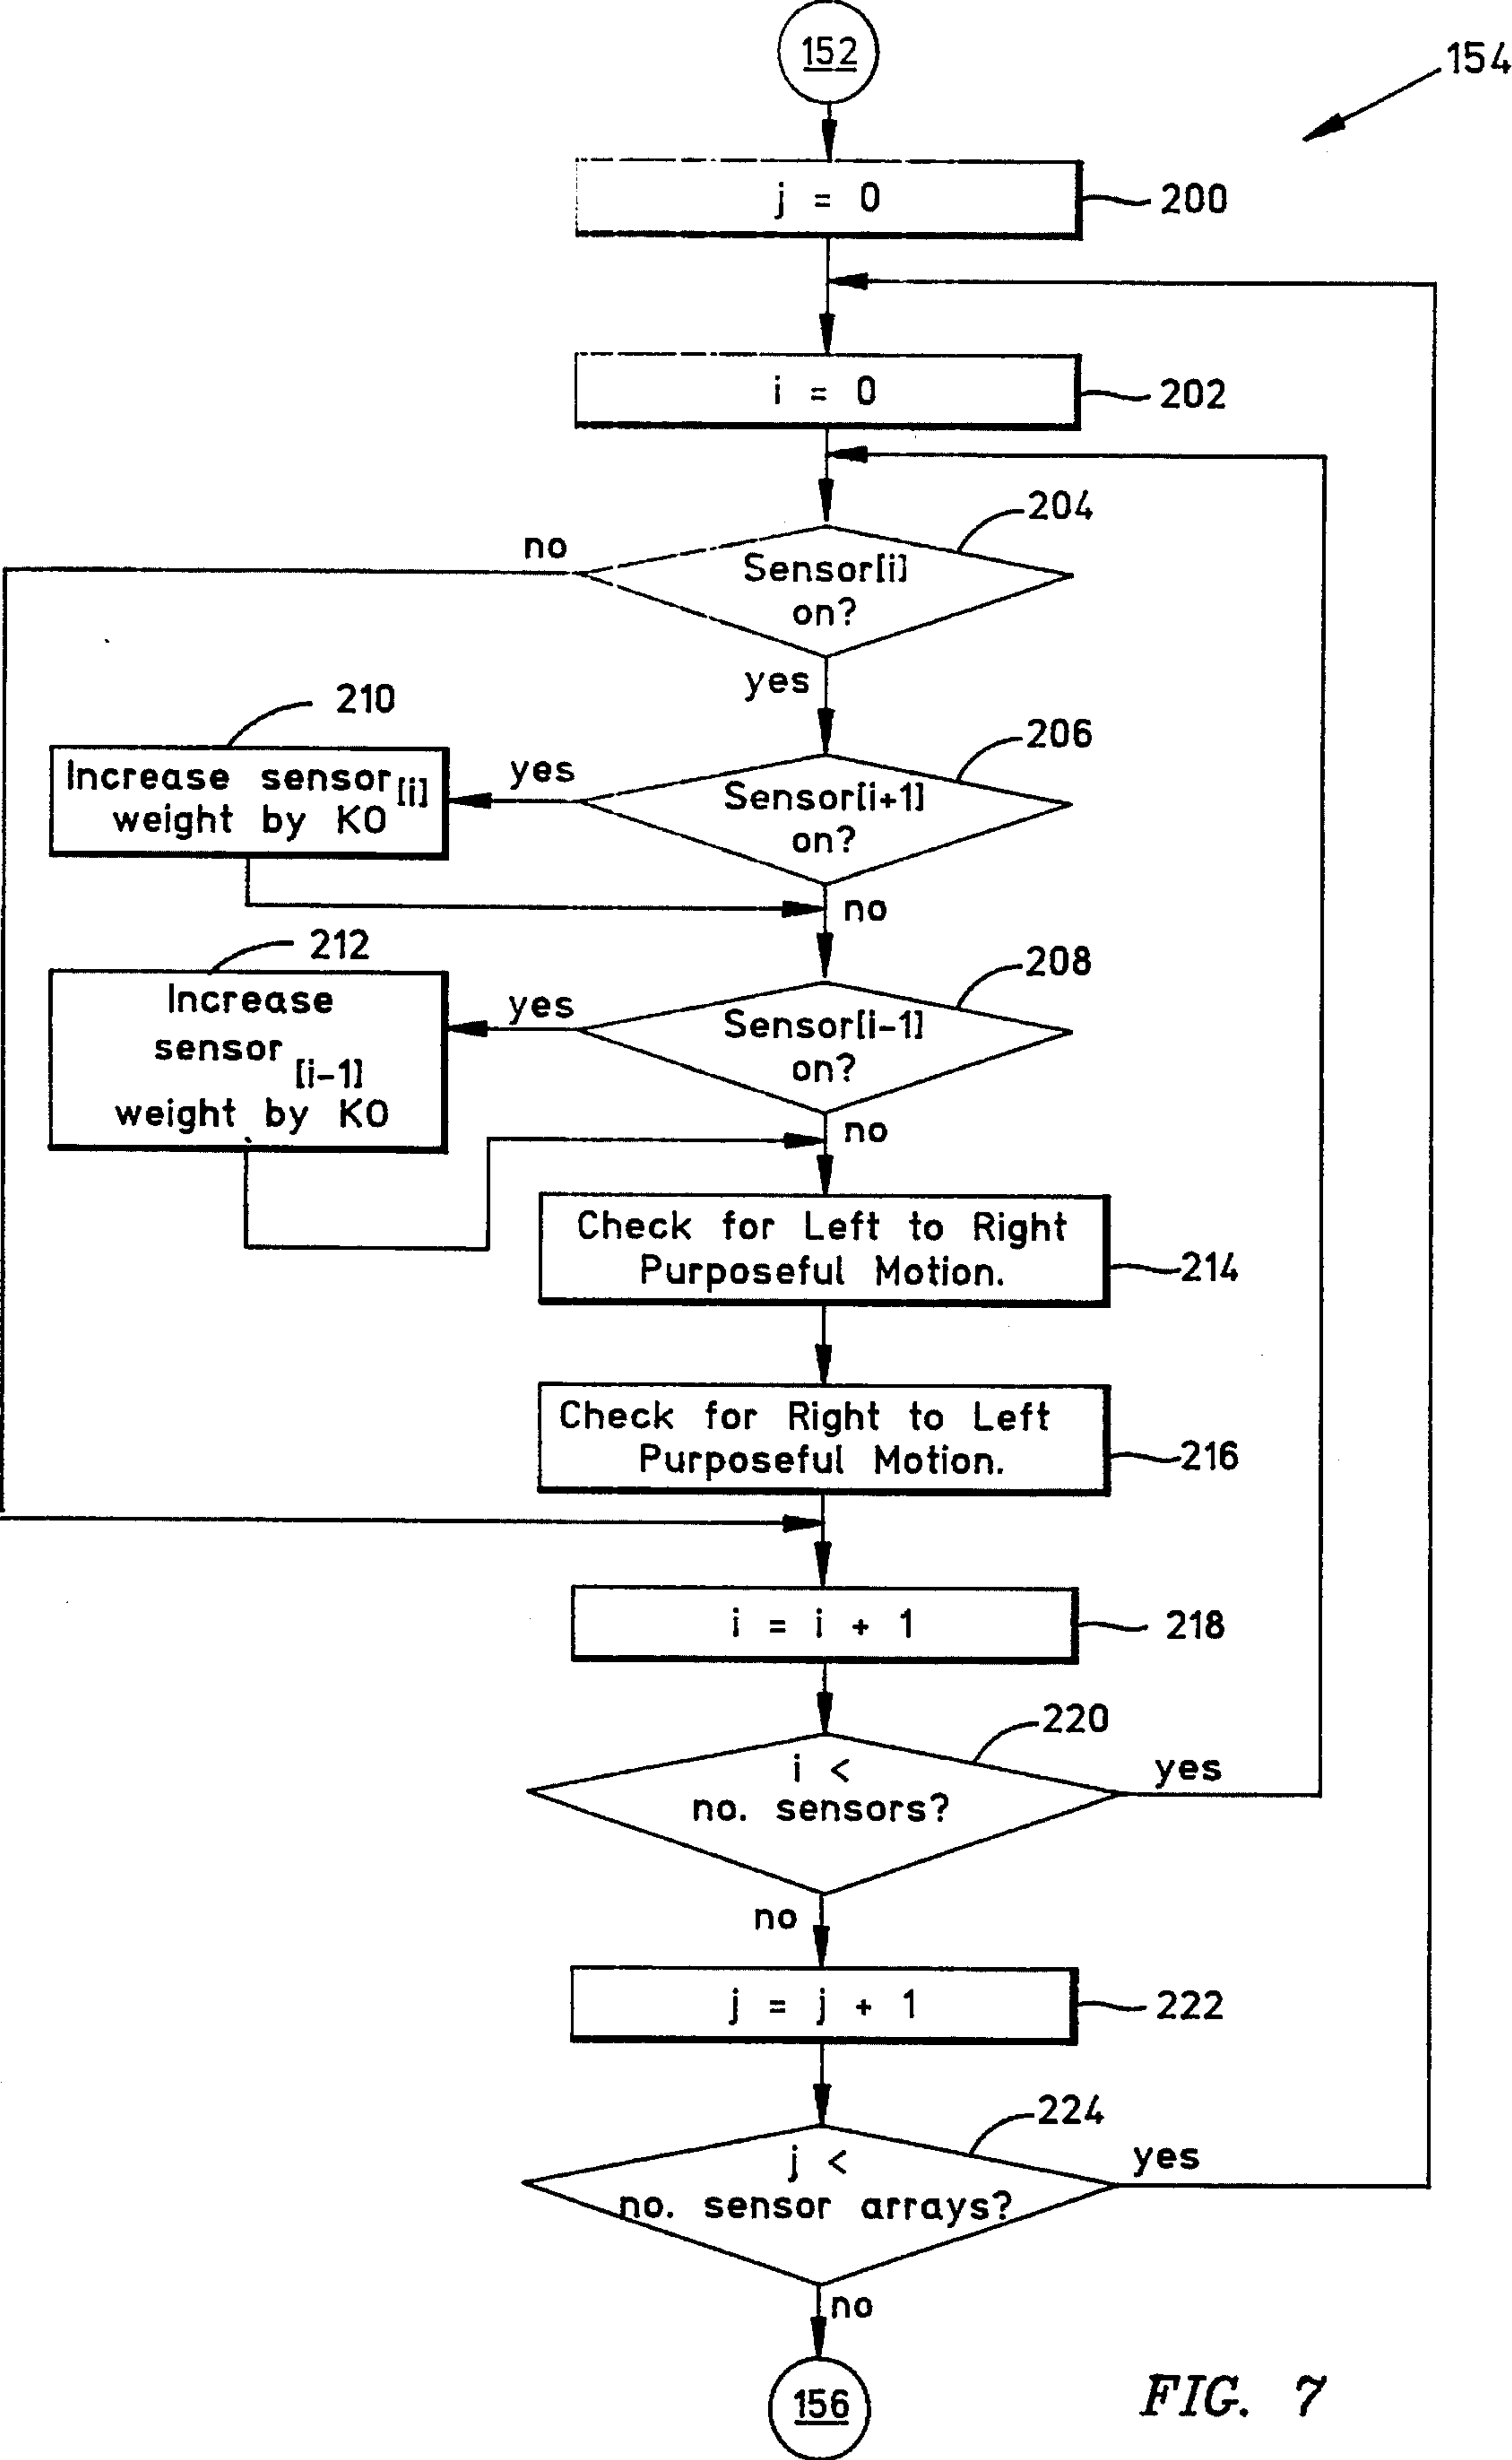 152
154
j = 0
200
i = 0
202
204
no
Sensor[i]
on?
yes
210
206
Increase sensor[i]
weight by K0
yes
Sensor[i+1]
on?
no
212
208
Increase
sensor
[i-1]
weight by K0
yes
Sensor[i-1]
on?
no
Check for Left to Right
Purposeful Motion.
214
Check for Right to Left
Purposeful Motion.
216
i = i + 1
218
220
i <
no. sensors?
yes
no
j = j + 1
222
224
j <
no. sensor arrays?
yes
no
156
FIG. 7